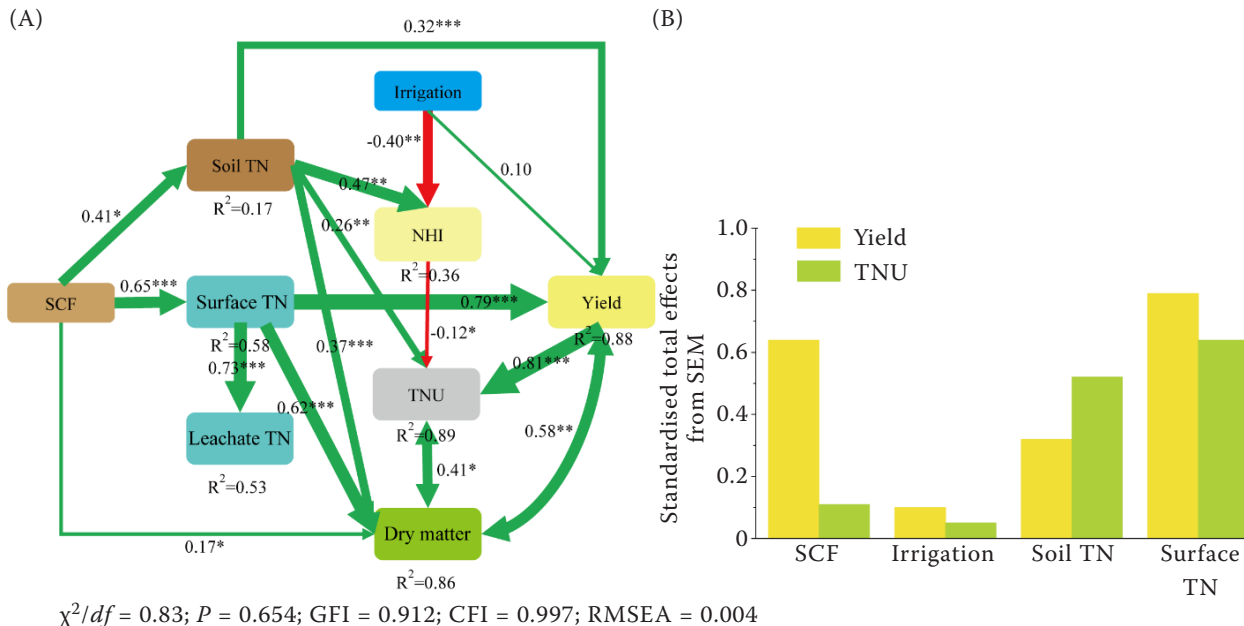 (A)
0.32***
Irrigation
-0.40**
0.10
Soil TN
R²=0.17
0.47**
0.41*
0.26**
NHI
R²=0.36
SCF
0.65***
Surface TN
R²=0.58
0.79***
Yield
R²=0.88
-0.12*
0.37***
0.73***
0.81***
TNU
R²=0.89
0.62***
Leachate TN
R²=0.53
0.58**
0.41*
Dry matter
R²=0.86
0.17*
χ²/df = 0.83; P = 0.654; GFI = 0.912; CFI = 0.997; RMSEA = 0.004
(B)
Standardised total effects
from SEM
1.0
0.8
0.6
0.4
0.2
0
Yield
TNU
SCF
Irrigation
Soil TN
Surface
TN